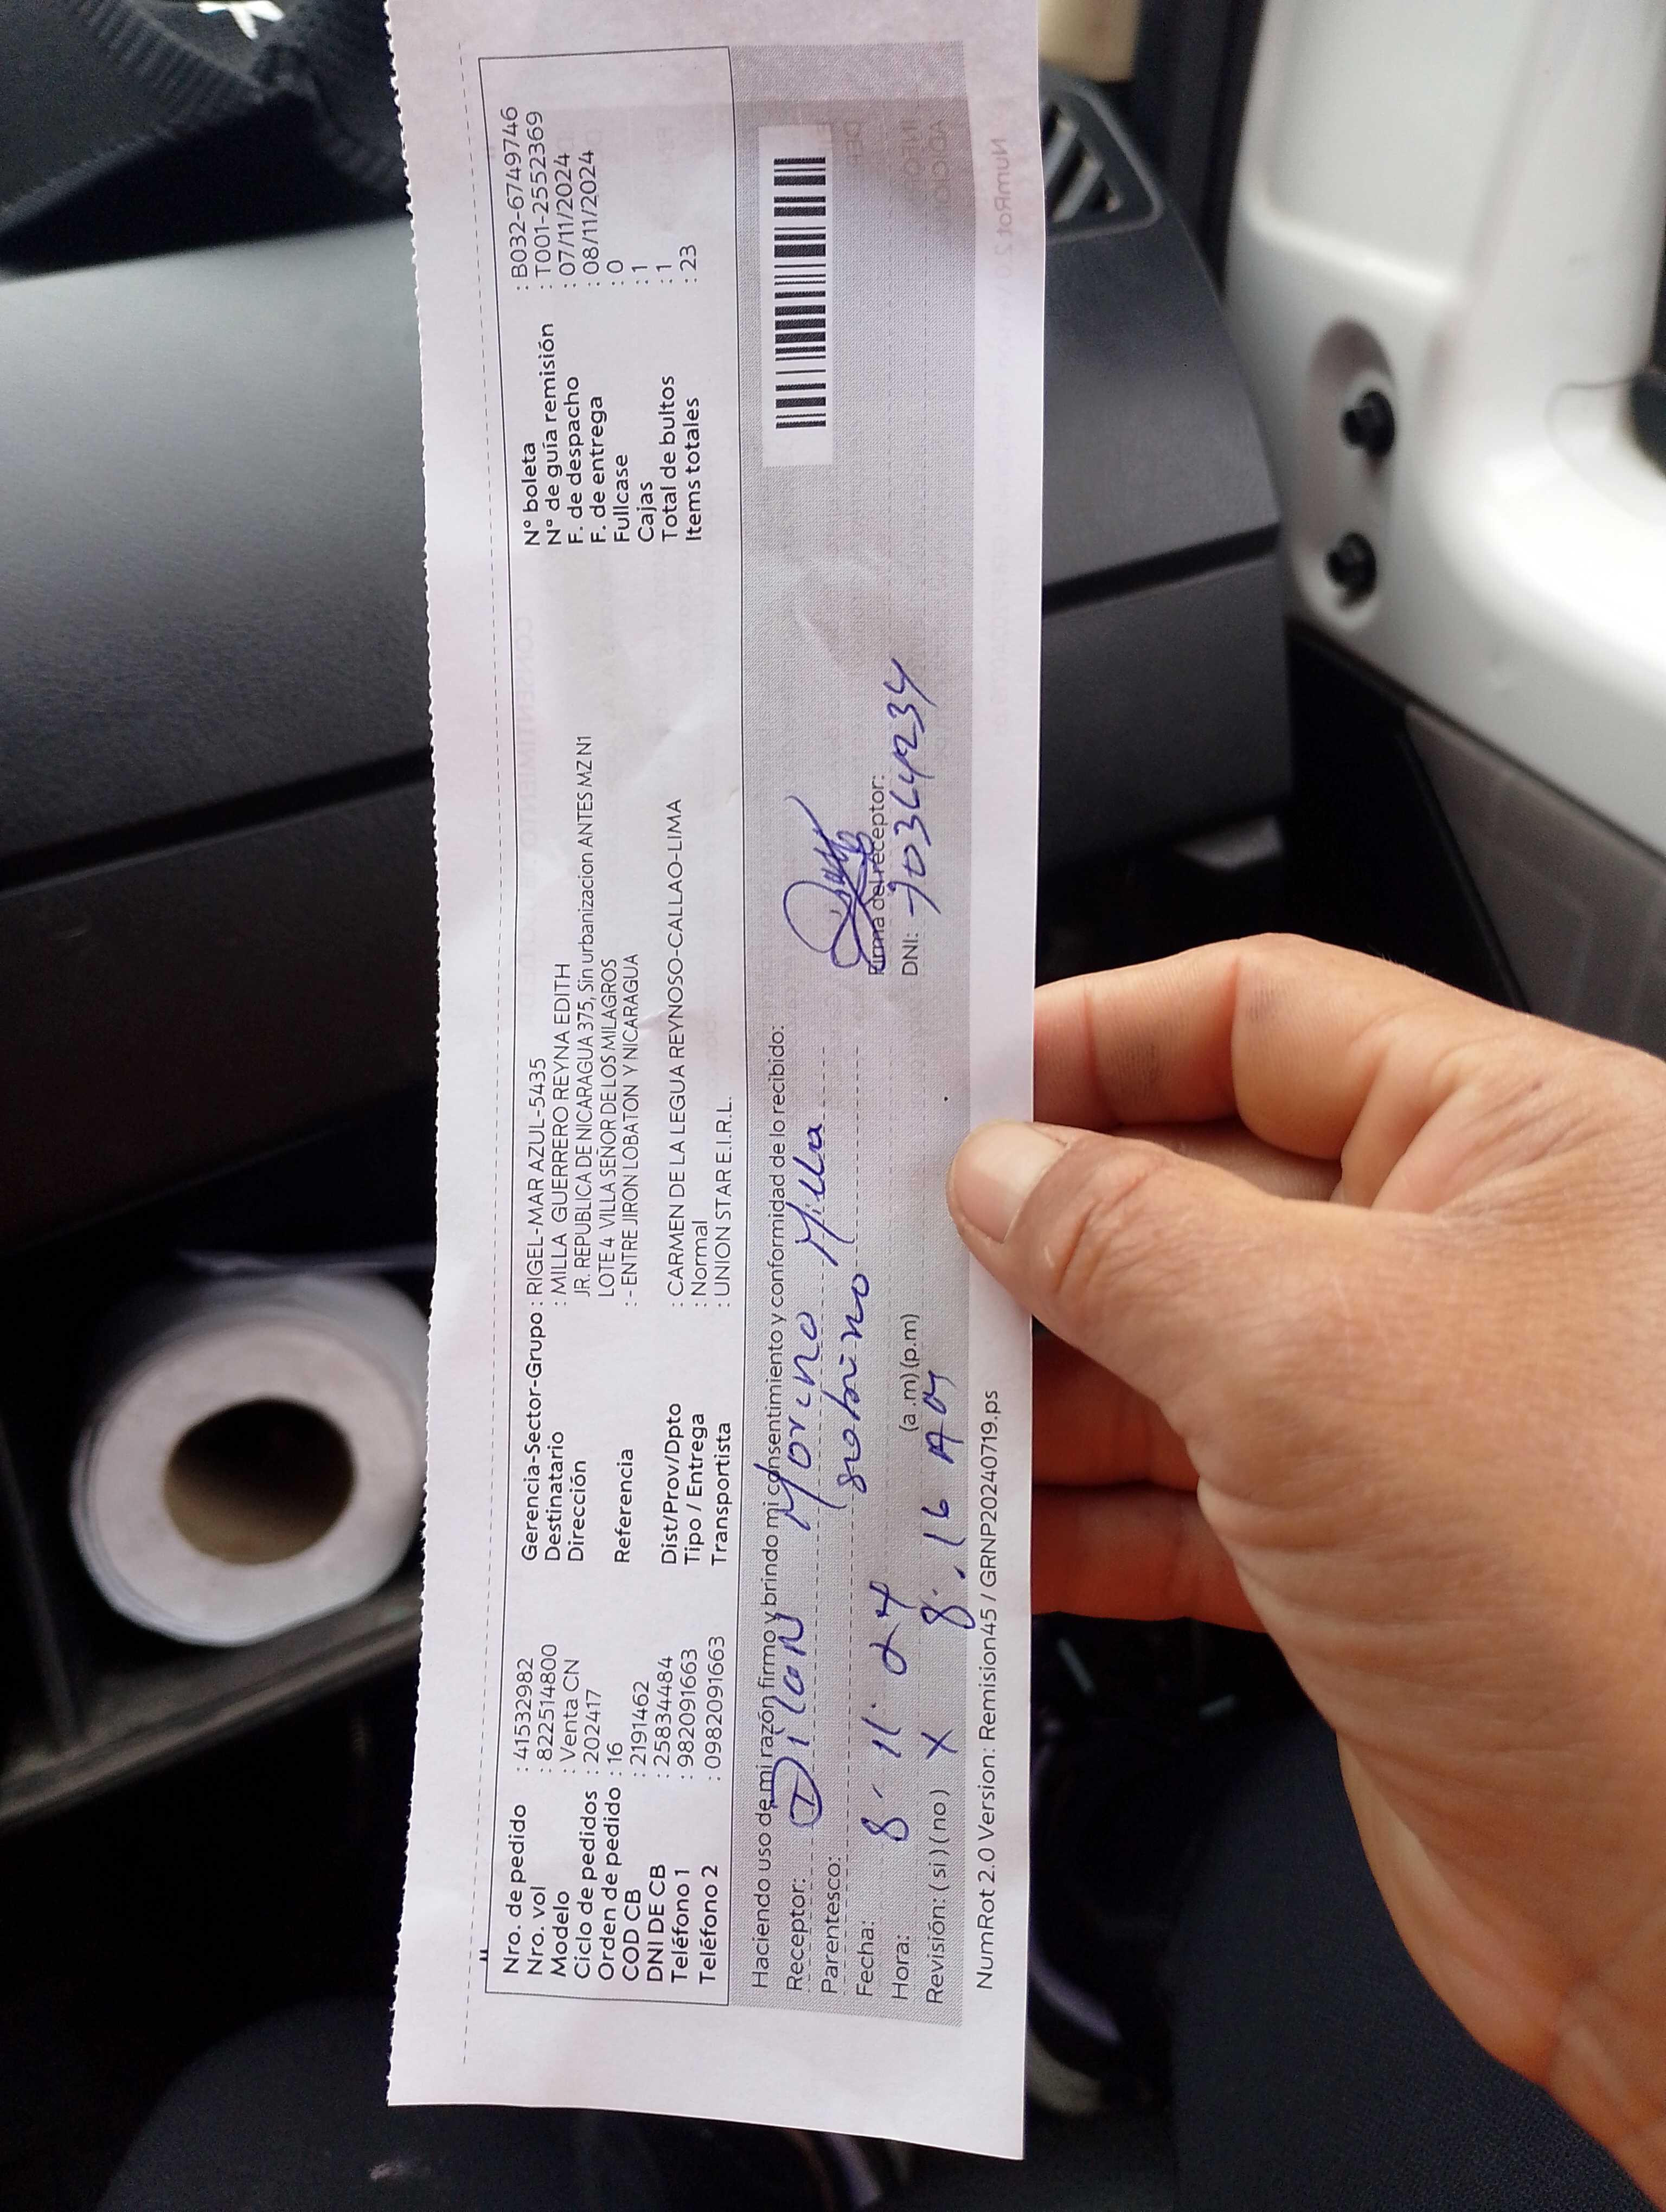 Nro. de pedido : 41532982
Nro. vol : 822514800
Modelo : Venta CN
Ciclo de pedidos : 202417
Orden de pedido : 16
COD CB : 2191462
DNI DE CB : 25834484
Teléfono 1 : 982091663
Teléfono 2 : 0982091663
Gerencia-Sector-Grupo : RIGEL-MAR AZUL-5435
Destinatario : MILLA GUERRERO REYNA EDITH
Dirección JR. REPUBLICA DE NICARAGUA 375, Sin urbanizacion ANTES MZ N1
LOTE 4 VILLA SEÑOR DE LOS MILAGROS
Referencia : - ENTRE JIRON LOBATON Y NICARAGUA
Dist/Prov/Dpto : CARMEN DE LA LEGUA REYNOSO-CALLAO-LIMA
Tipo / Entrega : Normal
Transportista : UNION STAR E.I.R.L.
N° boleta : B032-6749746
N° de guía remisión : T001-2552369
F. de despacho : 07/11/2024
F. de entrega : 08/11/2024
Fullcase : 0
Cajas : 1
Total de bultos : 1
Items totales : 23
Haciendo uso de mi razón firmo y brindo mi consentimiento y conformidad de lo recibido:
Receptor: Dilan Moreno Milla
Parentesco: sobrino
Fecha: 8. 11. 24
Hora: 8:16 (a.m)(p.m)
Revisión: (si)(no) X
Firma del receptor:
DNI:
NumRot 2.0 Version: Remision45 / GRNP20240719.ps